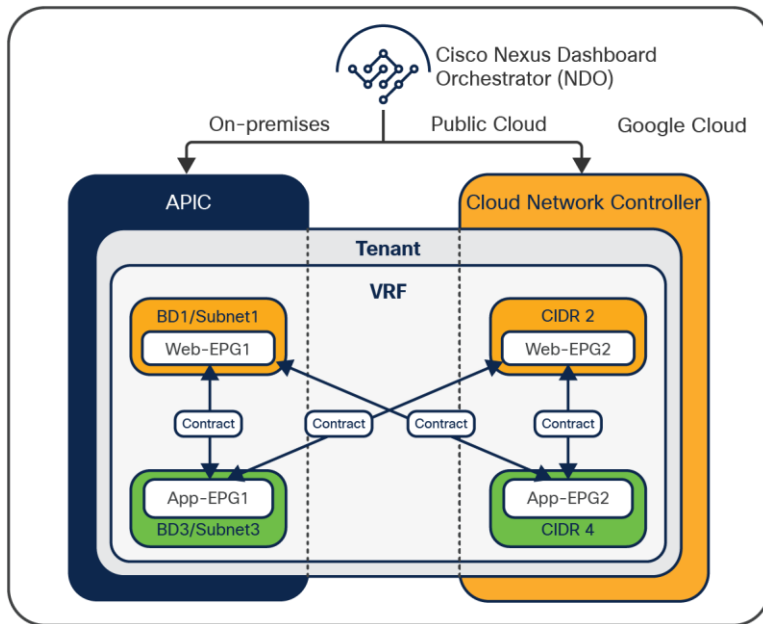 Cisco Nexus Dashboard
Orchestrator (NDO)
On-premises
Public Cloud
Google Cloud
APIC
Cloud Network Controller
Tenant
VRF
BD1/Subnet1
Web-EPG1
CIDR 2
Web-EPG2
Contract
Contract
Contract
Contract
App-EPG1
BD3/Subnet3
App-EPG2
CIDR 4